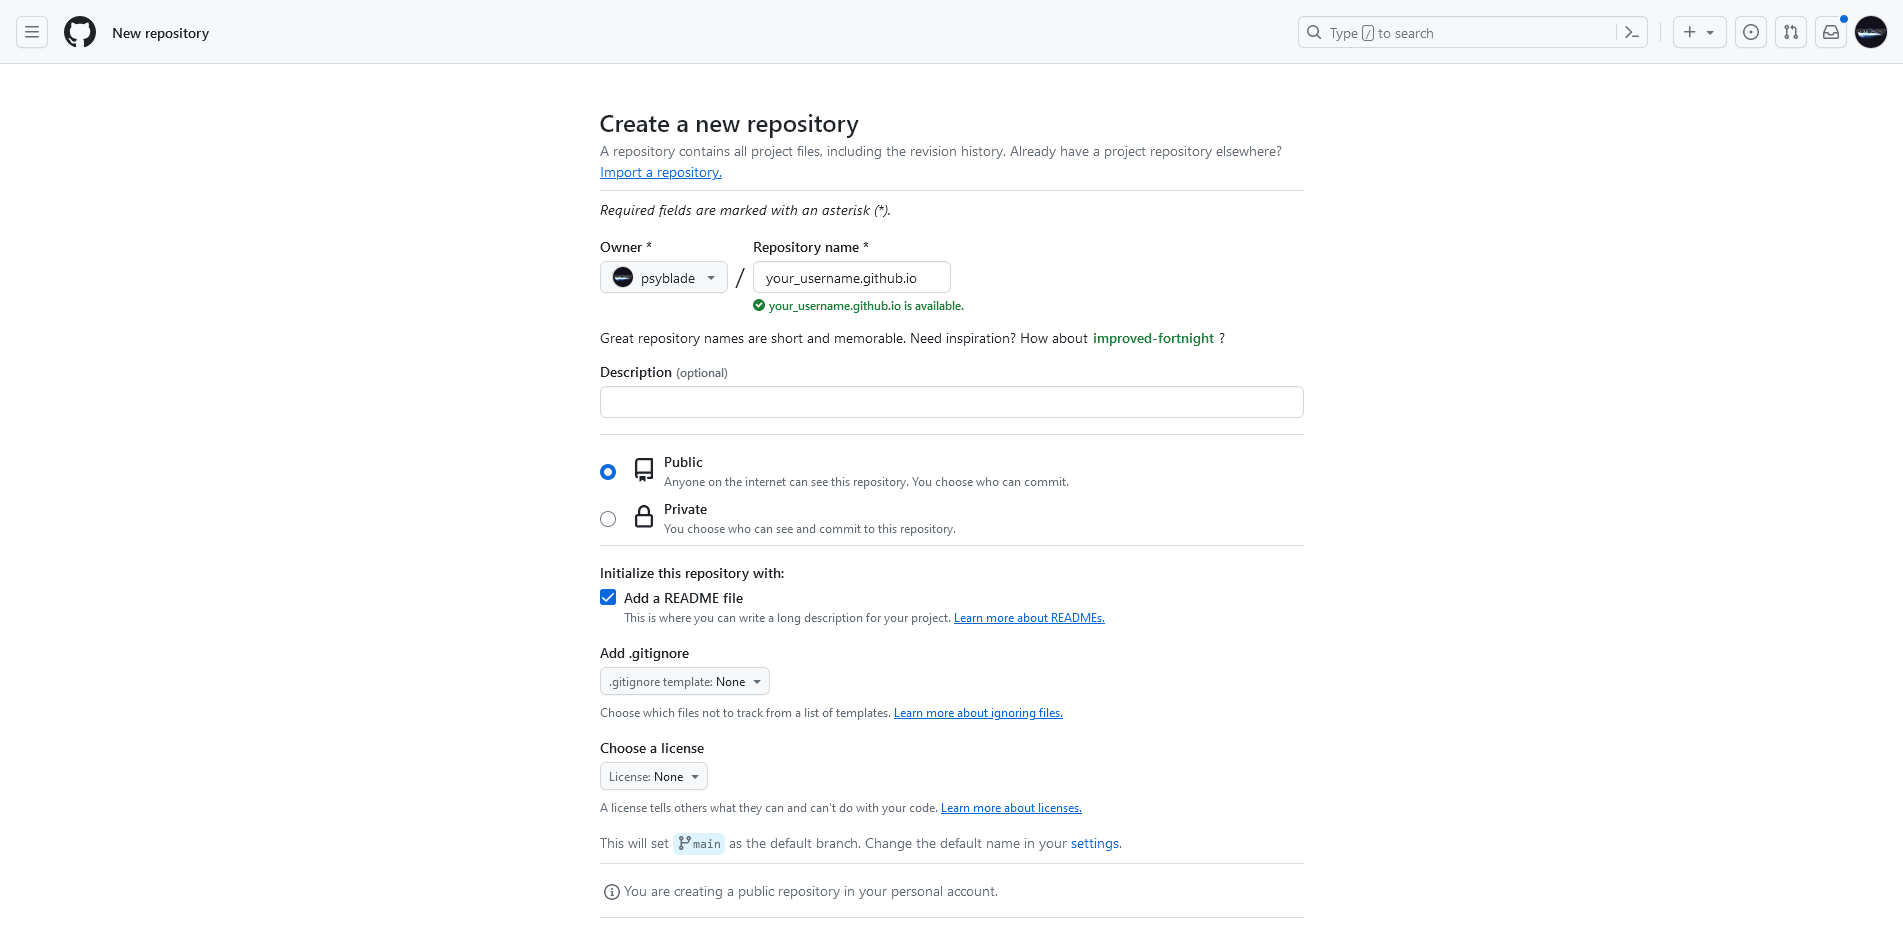 New repository
Type / to search
Create a new repository
A repository contains all project files, including the revision history. Already have a project repository elsewhere?
Import a repository.
Required fields are marked with an asterisk (*).
Owner *
Repository name *
psyblade / your_username.github.io
your_username.github.io is available.
Great repository names are short and memorable. Need inspiration? How about improved-fortnight ?
Description (optional)
Public
Anyone on the internet can see this repository. You choose who can commit.
Private
You choose who can see and commit to this repository.
Initialize this repository with:
Add a README file
This is where you can write a long description for your project. Learn more about READMEs.
Add .gitignore
.gitignore template: None
Choose which files not to track from a list of templates. Learn more about ignoring files.
Choose a license
License: None
A license tells others what they can and can't do with your code. Learn more about licenses.
This will set main as the default branch. Change the default name in your settings.
You are creating a public repository in your personal account.